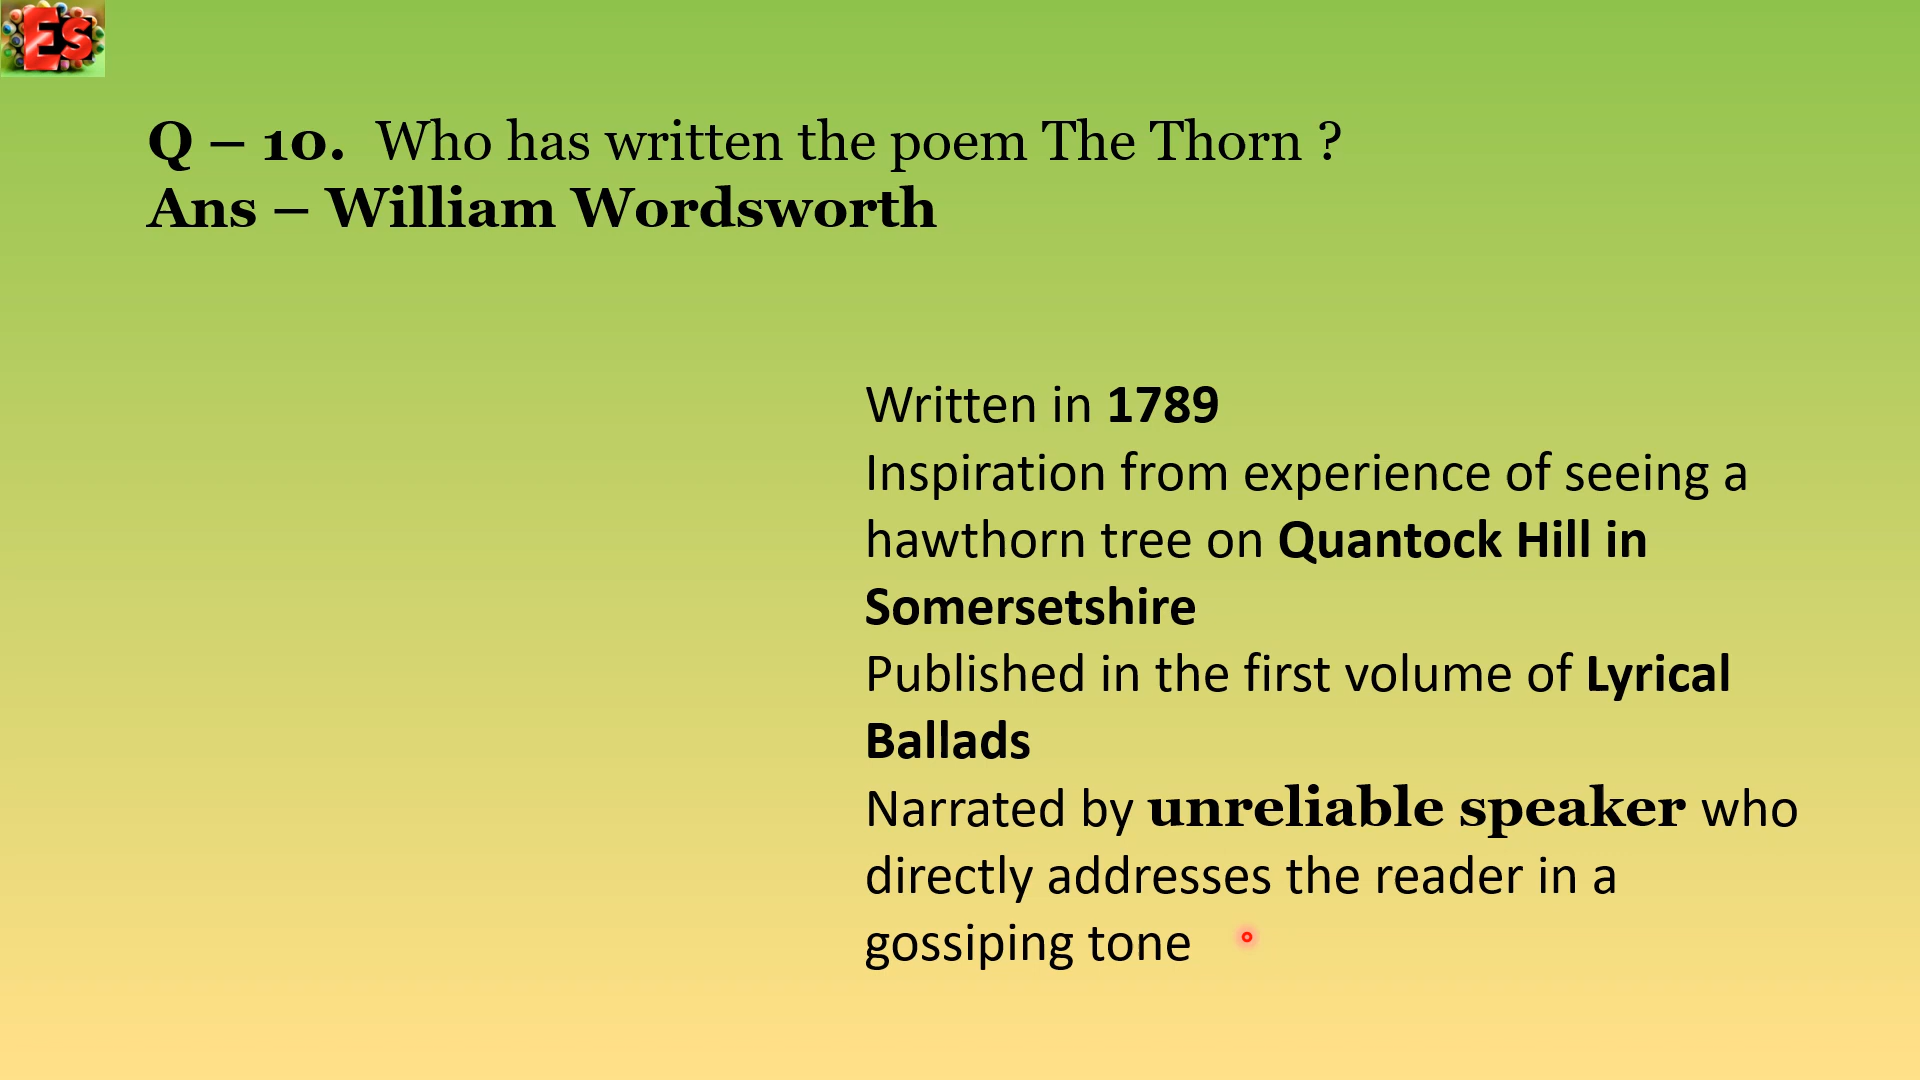 Es
Q – 10. Who has written the poem The Thorn ?
Ans – William Wordsworth
Written in 1789
Inspiration from experience of seeing a
hawthorn tree on Quantock Hill in
Somersetshire
Published in the first volume of Lyrical
Ballads
Narrated by unreliable speaker who
directly addresses the reader in a
gossiping tone